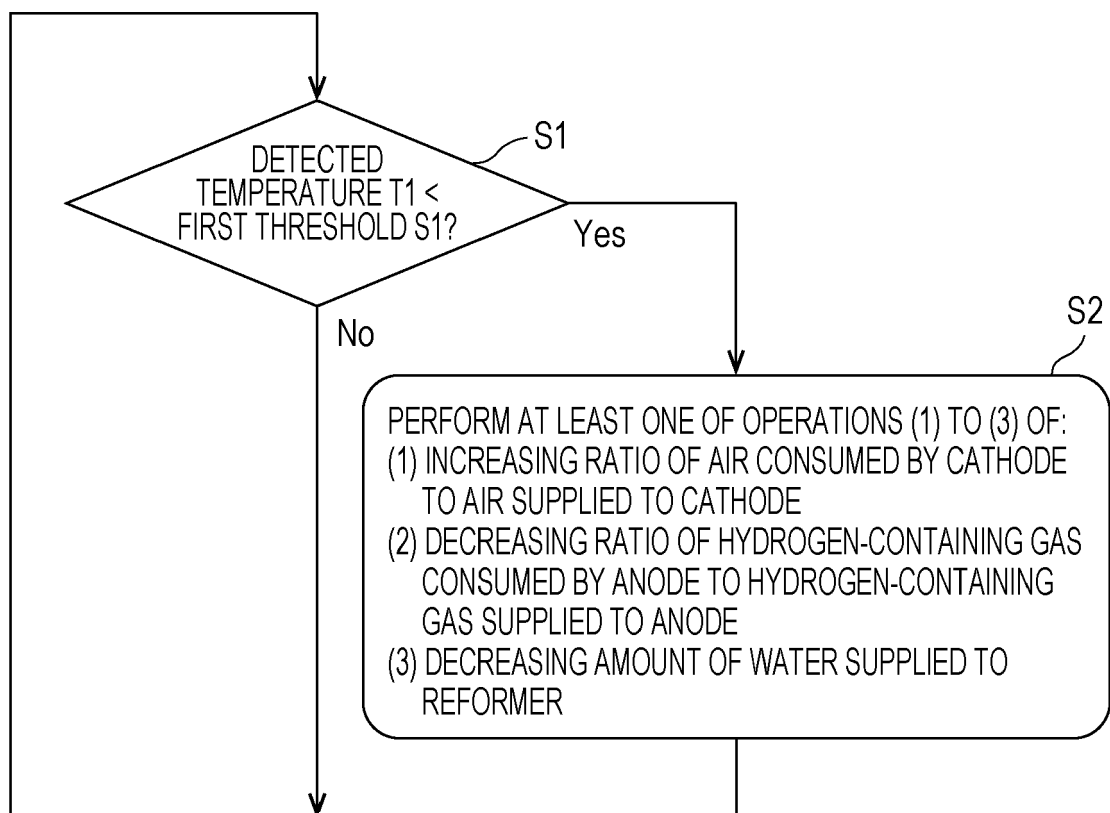 S1
DETECTED
TEMPERATURE T1 <
FIRST THRESHOLD S1?
Yes
No
S2
PERFORM AT LEAST ONE OF OPERATIONS (1) TO (3) OF:
(1) INCREASING RATIO OF AIR CONSUMED BY CATHODE
TO AIR SUPPLIED TO CATHODE
(2) DECREASING RATIO OF HYDROGEN-CONTAINING GAS
CONSUMED BY ANODE TO HYDROGEN-CONTAINING
GAS SUPPLIED TO ANODE
(3) DECREASING AMOUNT OF WATER SUPPLIED TO
REFORMER